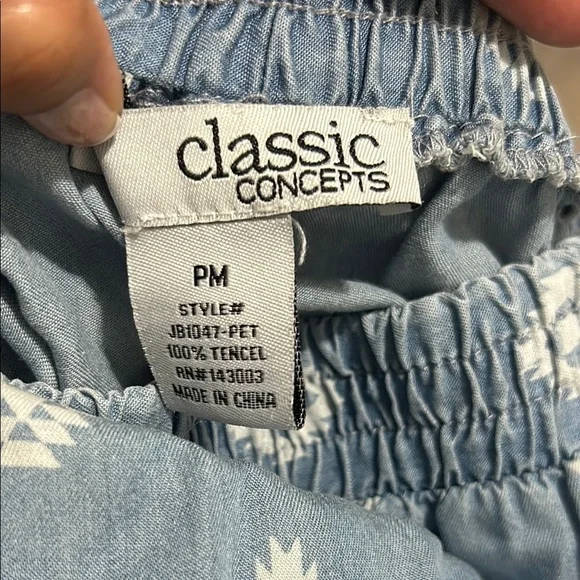 classic
CONCEPTS
PM
STYLE#
JB1047-PET
100% TENCEL
RN#143003
MADE IN CHINA